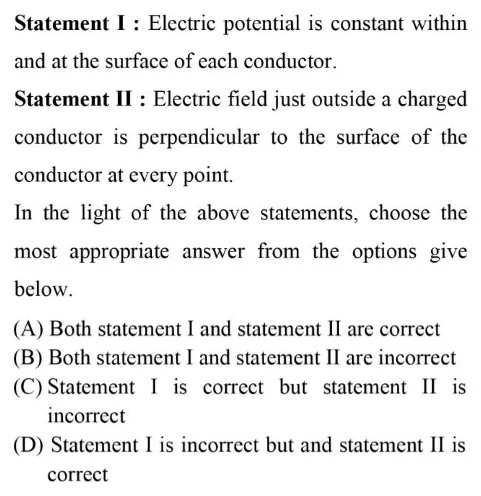 Statement I : Electric potential is constant within
and at the surface of each conductor.
Statement II : Electric field just outside a charged
conductor is perpendicular to the surface of the
conductor at every point.
In the light of the above statements, choose the
most appropriate answer from the options give
below.
(A) Both statement I and statement II are correct
(B) Both statement I and statement II are incorrect
(C) Statement I is correct but statement II is
incorrect
(D) Statement I is incorrect but and statement II is
correct